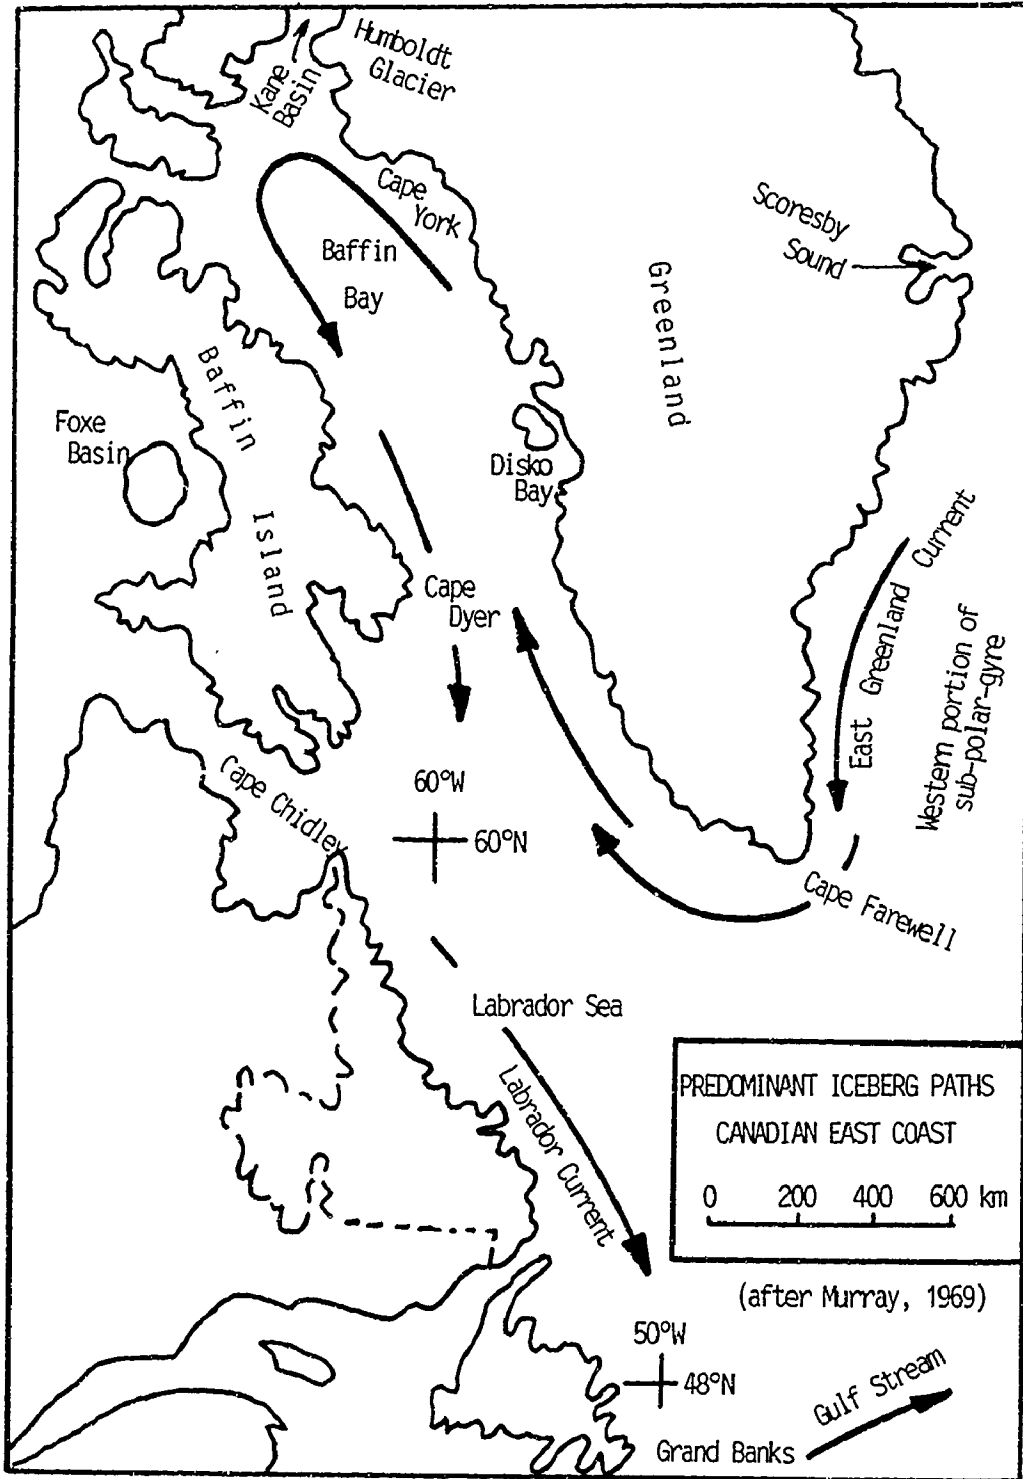 Humboldt
Glacier
Kane
Basin
Cape
York
Scoresby
Sound
Baffin
Bay
Greenland
Baffin
Island
Foxe
Basin
Disko
Bay
East Greenland Current
Western portion of
sub-polar-gyre
Cape
Dyer
Cape Chidley
60°W
60°N
Cape Farewell
Labrador Sea
Labrador Current
PREDOMINANT ICEBERG PATHS
CANADIAN EAST COAST
0 200 400 600 km
(after Murray, 1969)
50°W
48°N
Gulf Stream
Grand Banks